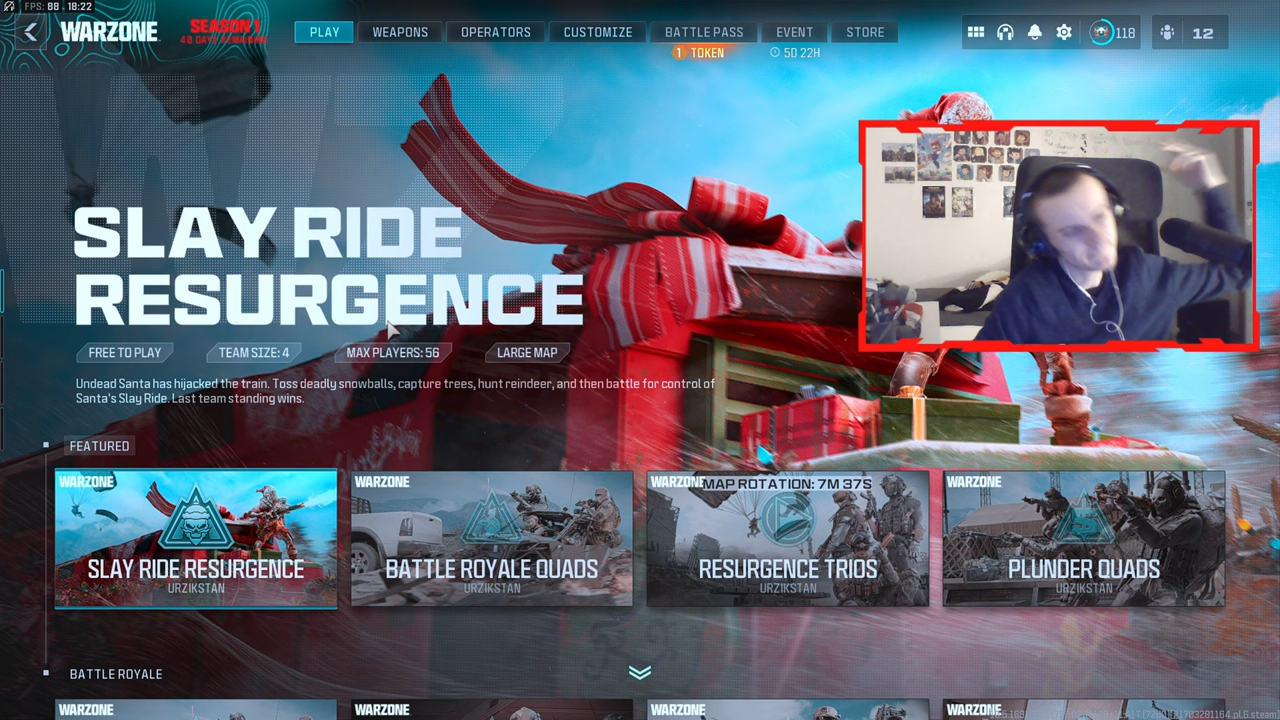 FPS: 88 - 18:22
WARZONE
SEASON 1
40 DAYS REMAINING
PLAY
WEAPONS
OPERATORS
CUSTOMIZE
BATTLE PASS
EVENT
STORE
1 TOKEN
5D 22H
118
12
SLAY RIDE
RESURGENCE
FREE TO PLAY
TEAM SIZE: 4
MAX PLAYERS: 56
LARGE MAP
Undead Santa has hijacked the train. Toss deadly snowballs, capture trees, hunt reindeer, and then battle for control of
Santa's Slay Ride. Last team standing wins.
FEATURED
WARZONE
SLAY RIDE RESURGENCE
URZIKSTAN
WARZONE
BATTLE ROYALE QUADS
URZIKSTAN
WARZONE
MAP ROTATION: 7M 37S
RESURGENCE TRIOS
URZIKSTAN
WARZONE
PLUNDER QUADS
URZIKSTAN
BATTLE ROYALE
WARZONE
WARZONE
WARZONE
WARZONE